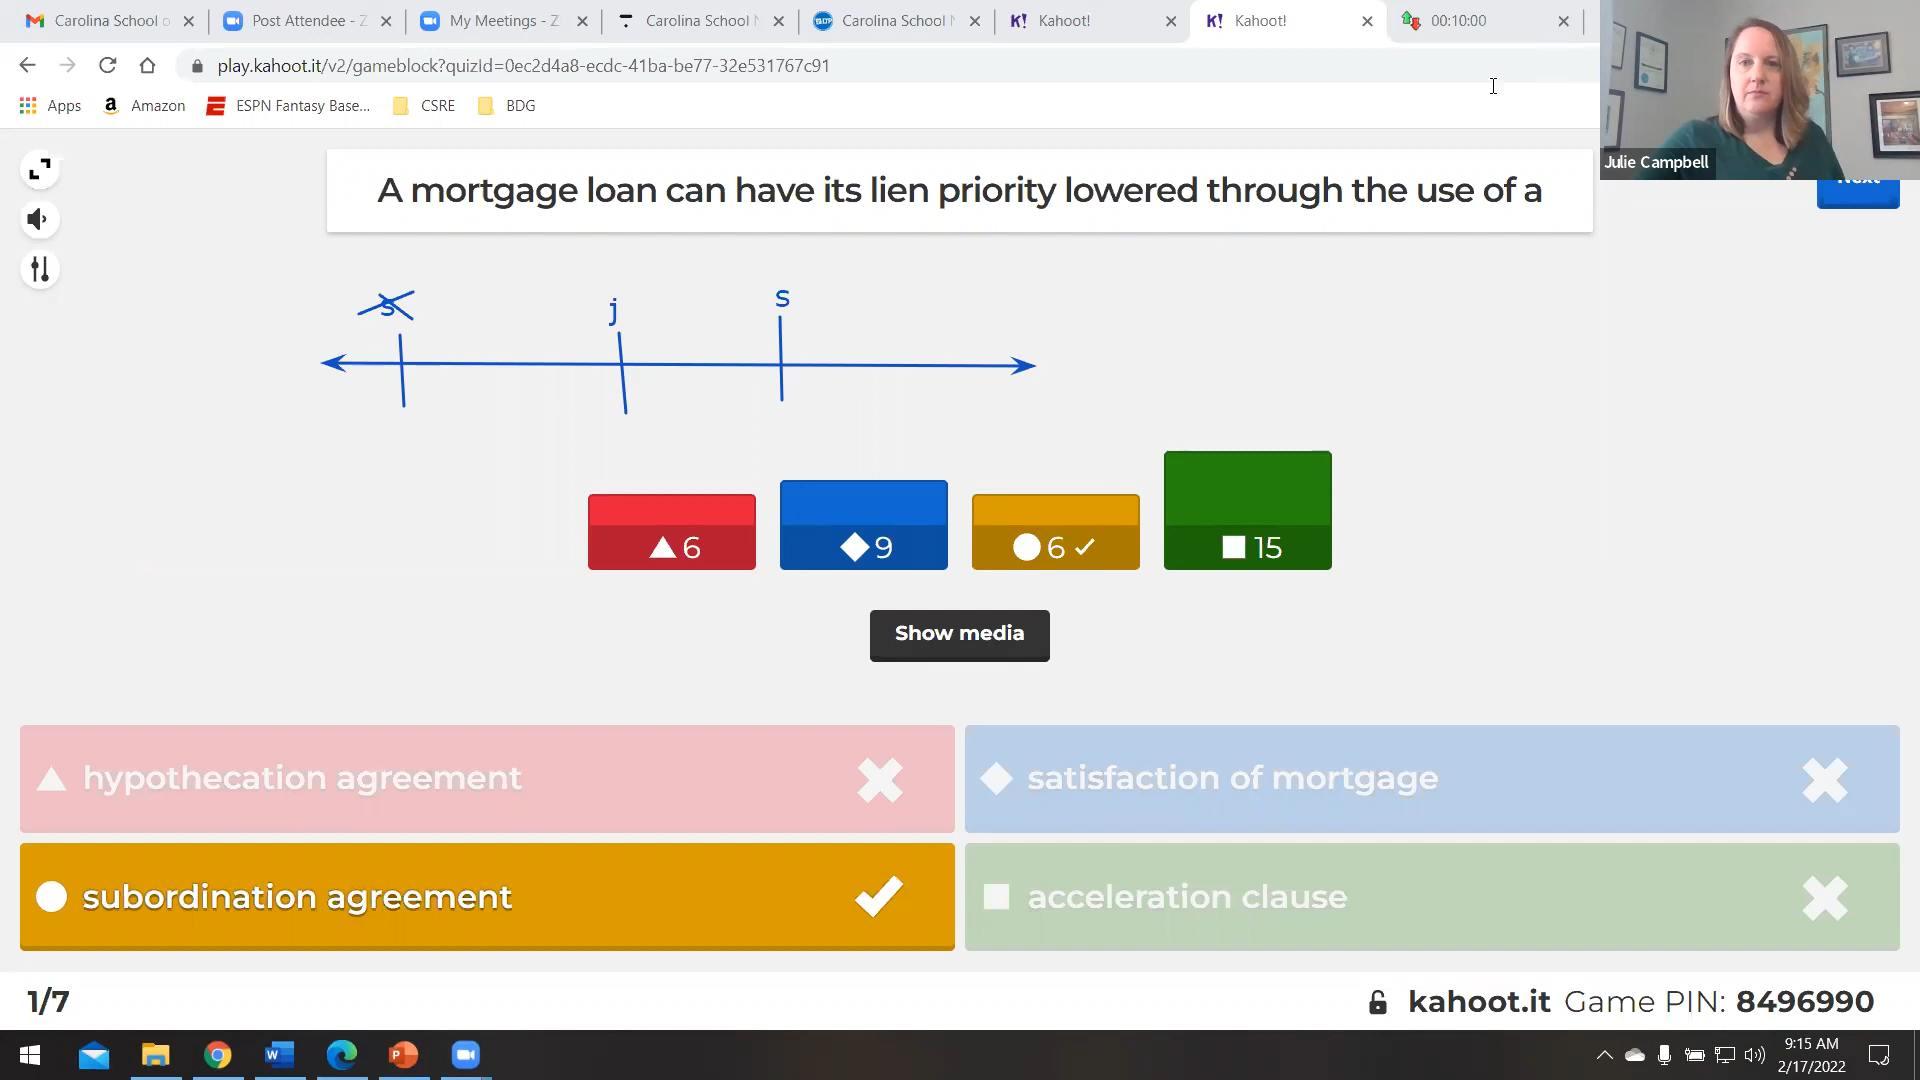 Carolina School o
Post Attendee - Z
My Meetings - Z
Carolina School N
Carolina School N
Kahoot!
Kahoot!
00:10:00
play.kahoot.it/v2/gameblock?quizId=0ec2d4a8-ecdc-41ba-be77-32e531767c91
Apps
Amazon
ESPN Fantasy Base...
CSRE
BDG
Julie Campbell
Next
A mortgage loan can have its lien priority lowered through the use of a
s
j
s
6
9
6
15
Show media
hypothecation agreement
satisfaction of mortgage
subordination agreement
acceleration clause
1/7
kahoot.it Game PIN: 8496990
9:15 AM
2/17/2022